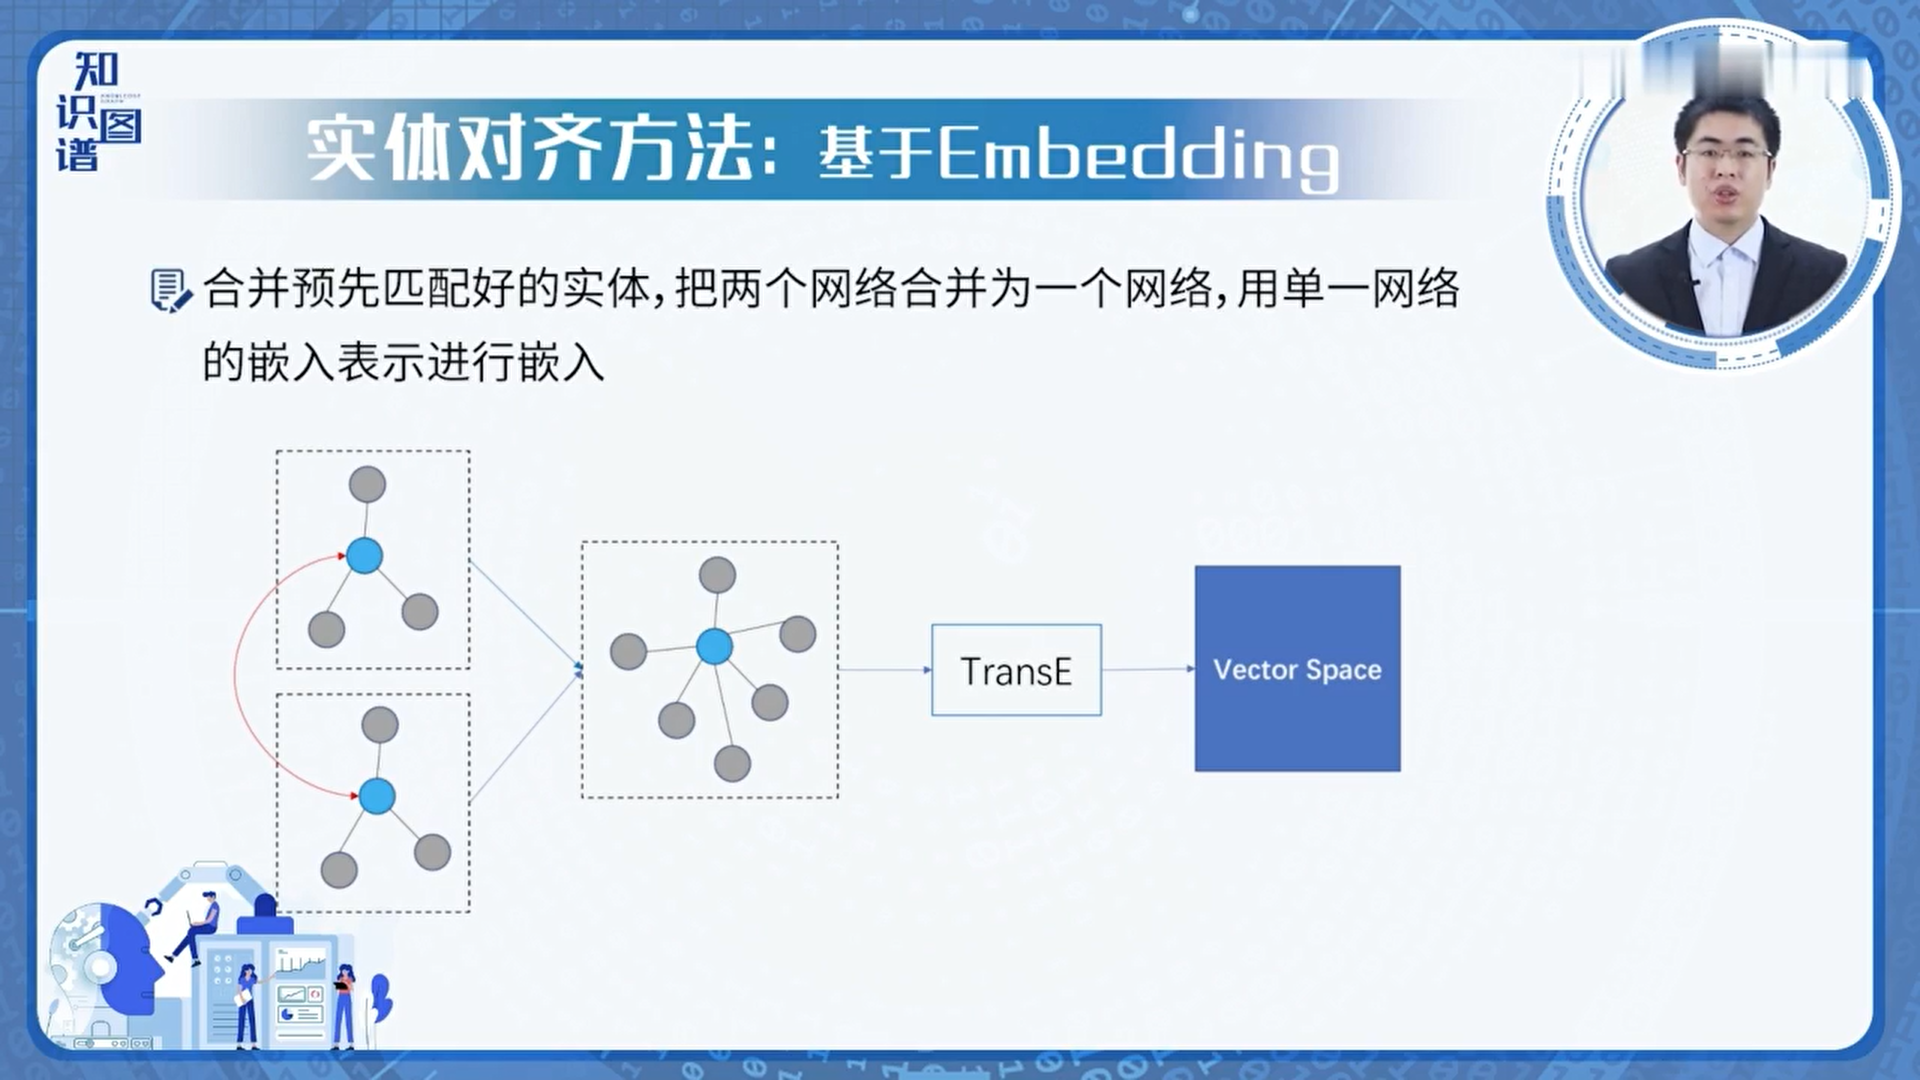 知识图谱
KNOWLEDGE GRAPH
实体对齐方法：基于Embedding
合并预先匹配好的实体，把两个网络合并为一个网络，用单一网络
的嵌入表示进行嵌入
TransE
Vector Space